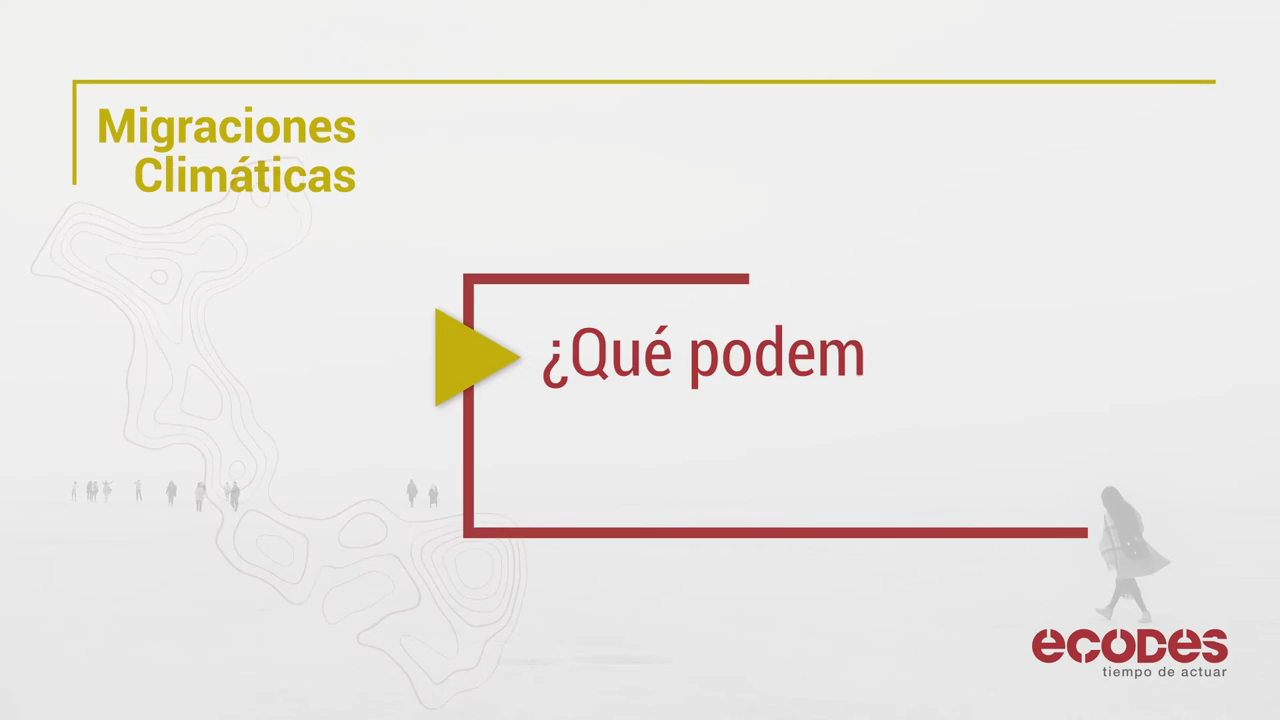 Migraciones
Climáticas
¿Qué podem
ecodes
tiempo de actuar